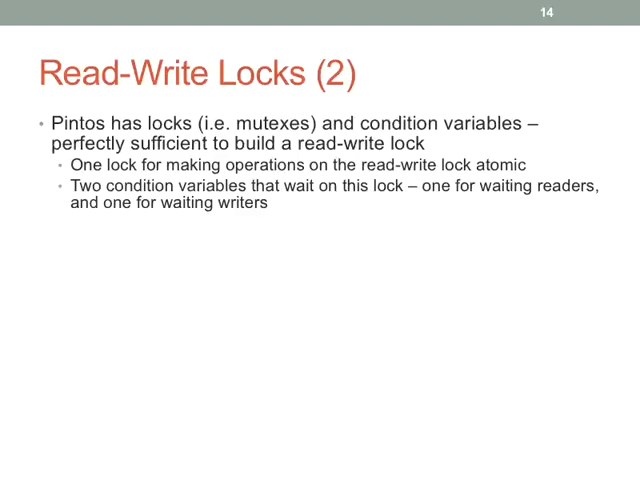 14
Read-Write Locks (2)
• Pintos has locks (i.e. mutexes) and condition variables –
perfectly sufficient to build a read-write lock
• One lock for making operations on the read-write lock atomic
• Two condition variables that wait on this lock – one for waiting readers,
and one for waiting writers